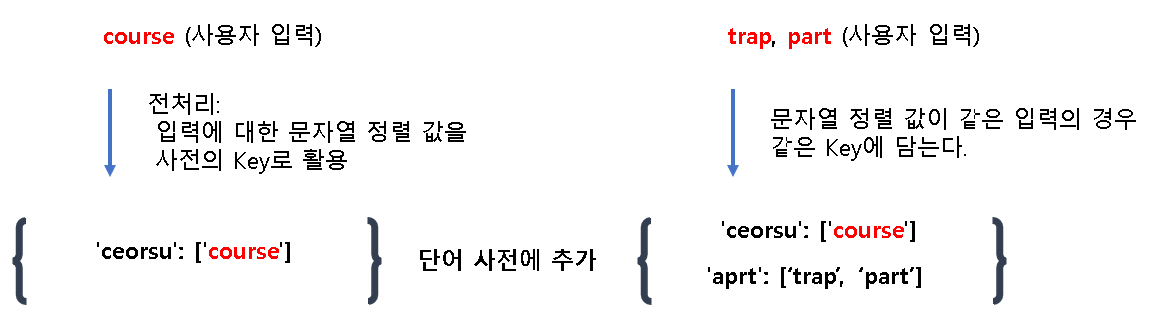 course (사용자 입력)
전처리:
입력에 대한 문자열 정렬 값을
사전의 Key로 활용
{ 'ceorsu': ['course'] }
단어 사전에 추가
trap, part (사용자 입력)
문자열 정렬 값이 같은 입력의 경우
같은 Key에 담는다.
{ 'ceorsu': ['course']
'aprt': [‘trap’, ‘part’] }